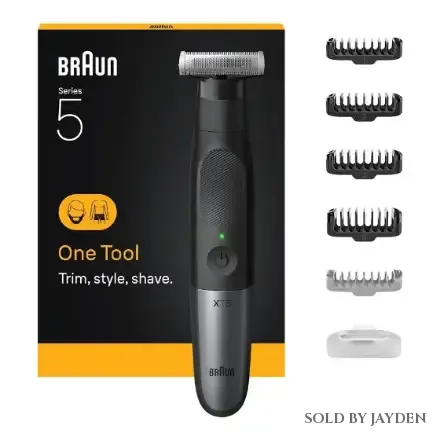 BRAUN
Series
5
One Tool
Trim, style, shave.
XT5
BRAUN
SOLD BY JAYDEN